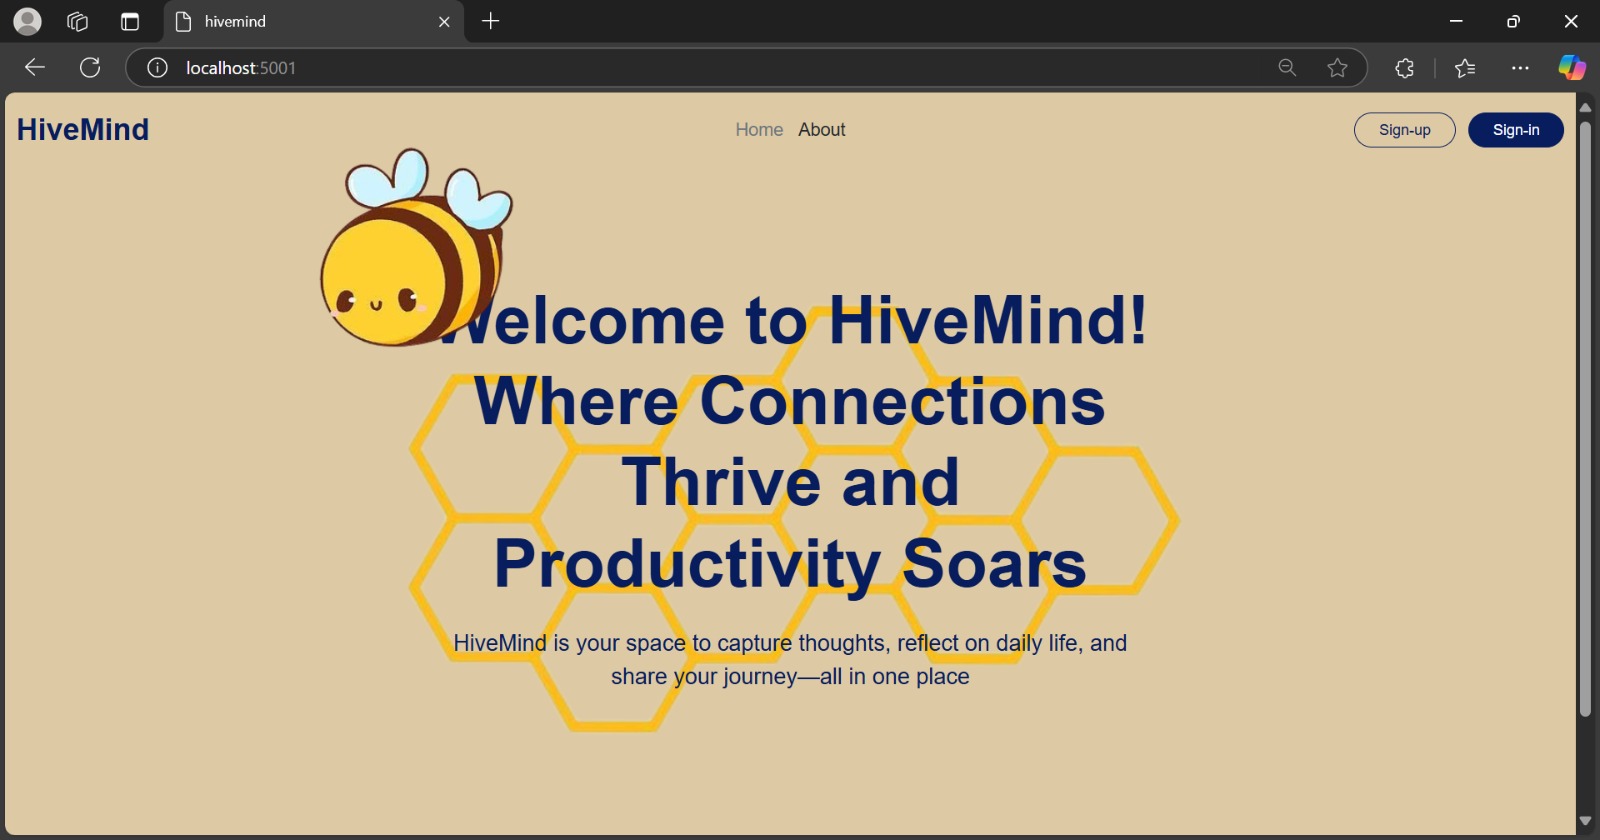 hivemind
localhost:5001
HiveMind
Home About
Sign-up
Sign-in
Welcome to HiveMind!
Where Connections
Thrive and
Productivity Soars
HiveMind is your space to capture thoughts, reflect on daily life, and
share your journey—all in one place